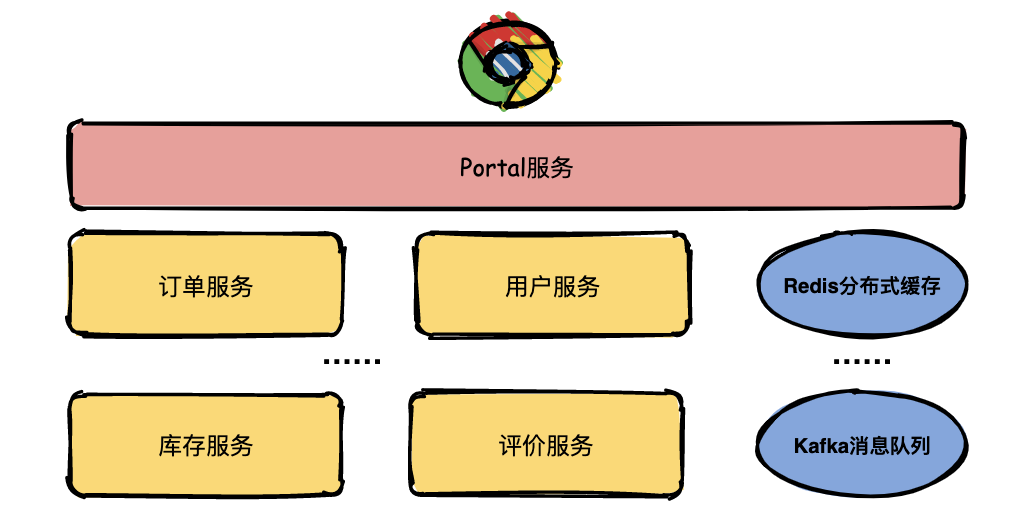 Portal服务
订单服务
用户服务
Redis分布式缓存
......
......
库存服务
评价服务
Kafka消息队列